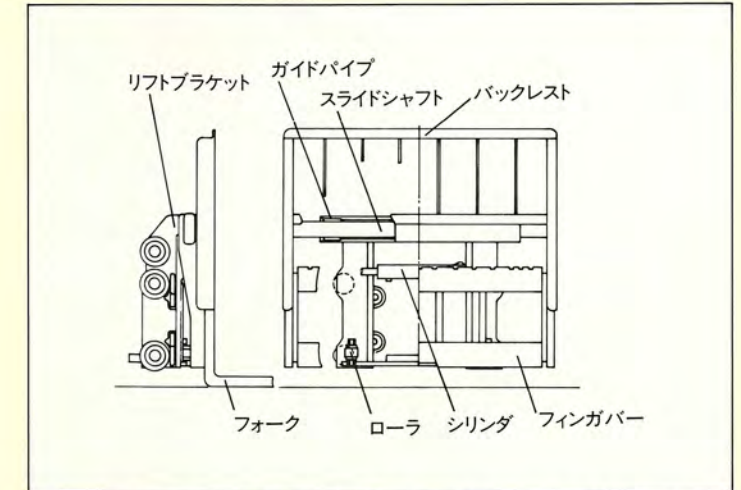 リフトブラケット
ガイドパイプ
スライドシャフト
バックレスト
フォーク
ローラ
シリンダ
フィンガバー